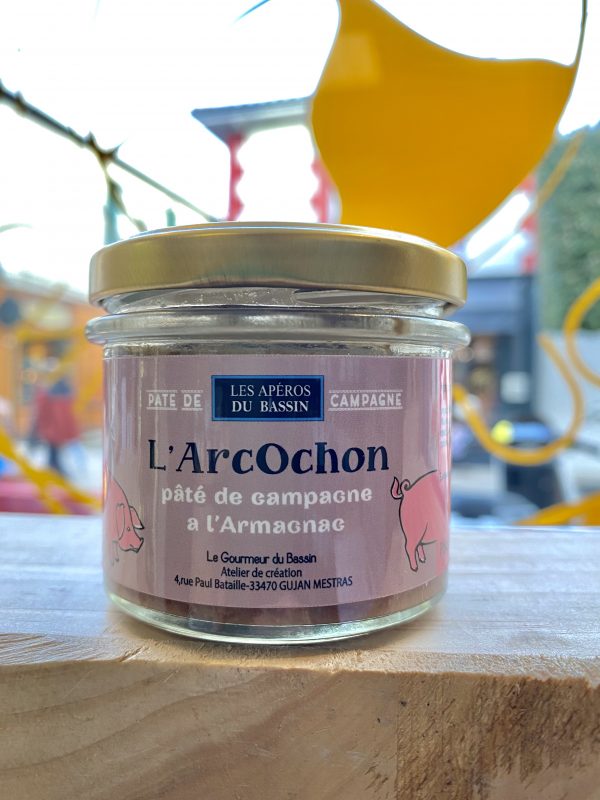 PATE DE
LES APÉROS
DU BASSIN
CAMPAGNE
L'ArcOchon
pâté de campagne
a l'Armagnac
Le Gourmeur du Bassin
Atelier de création
4,rue Paul Bataille-33470 GUJAN MESTRAS